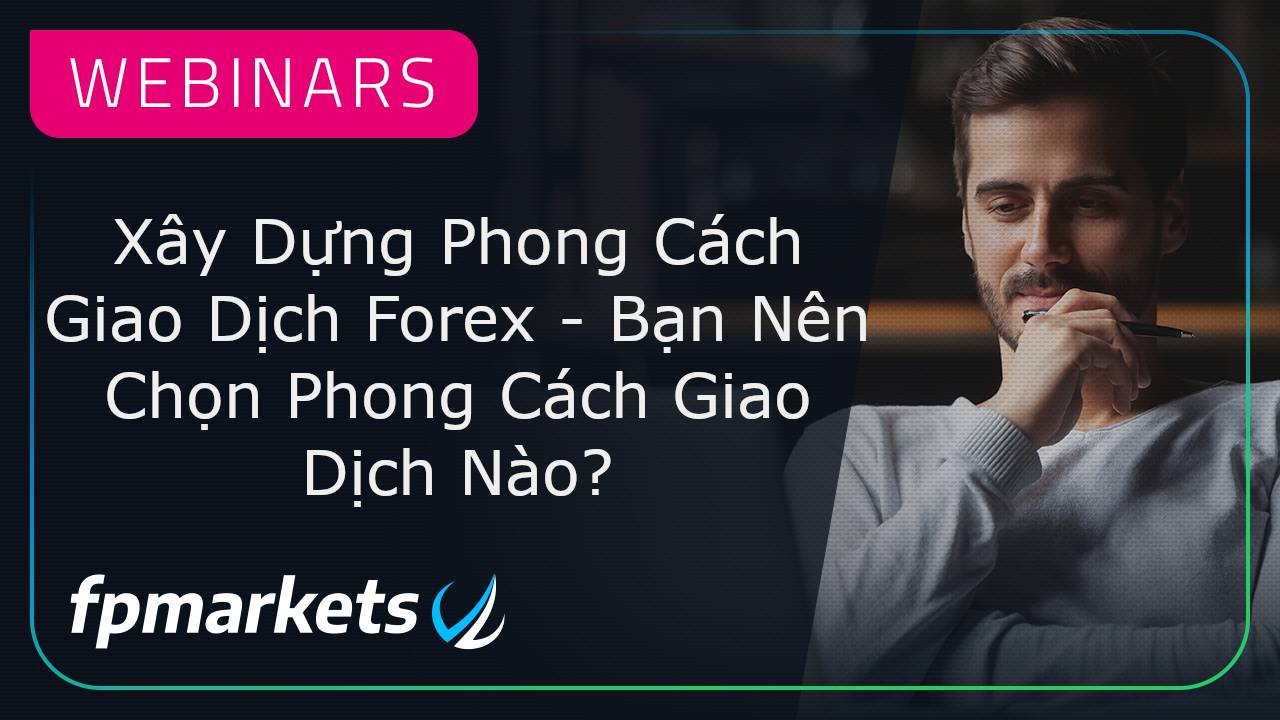 WEBINARS
Xây Dựng Phong Cách
Giao Dịch Forex - Bạn Nên
Chọn Phong Cách Giao
Dịch Nào?
fpmarkets